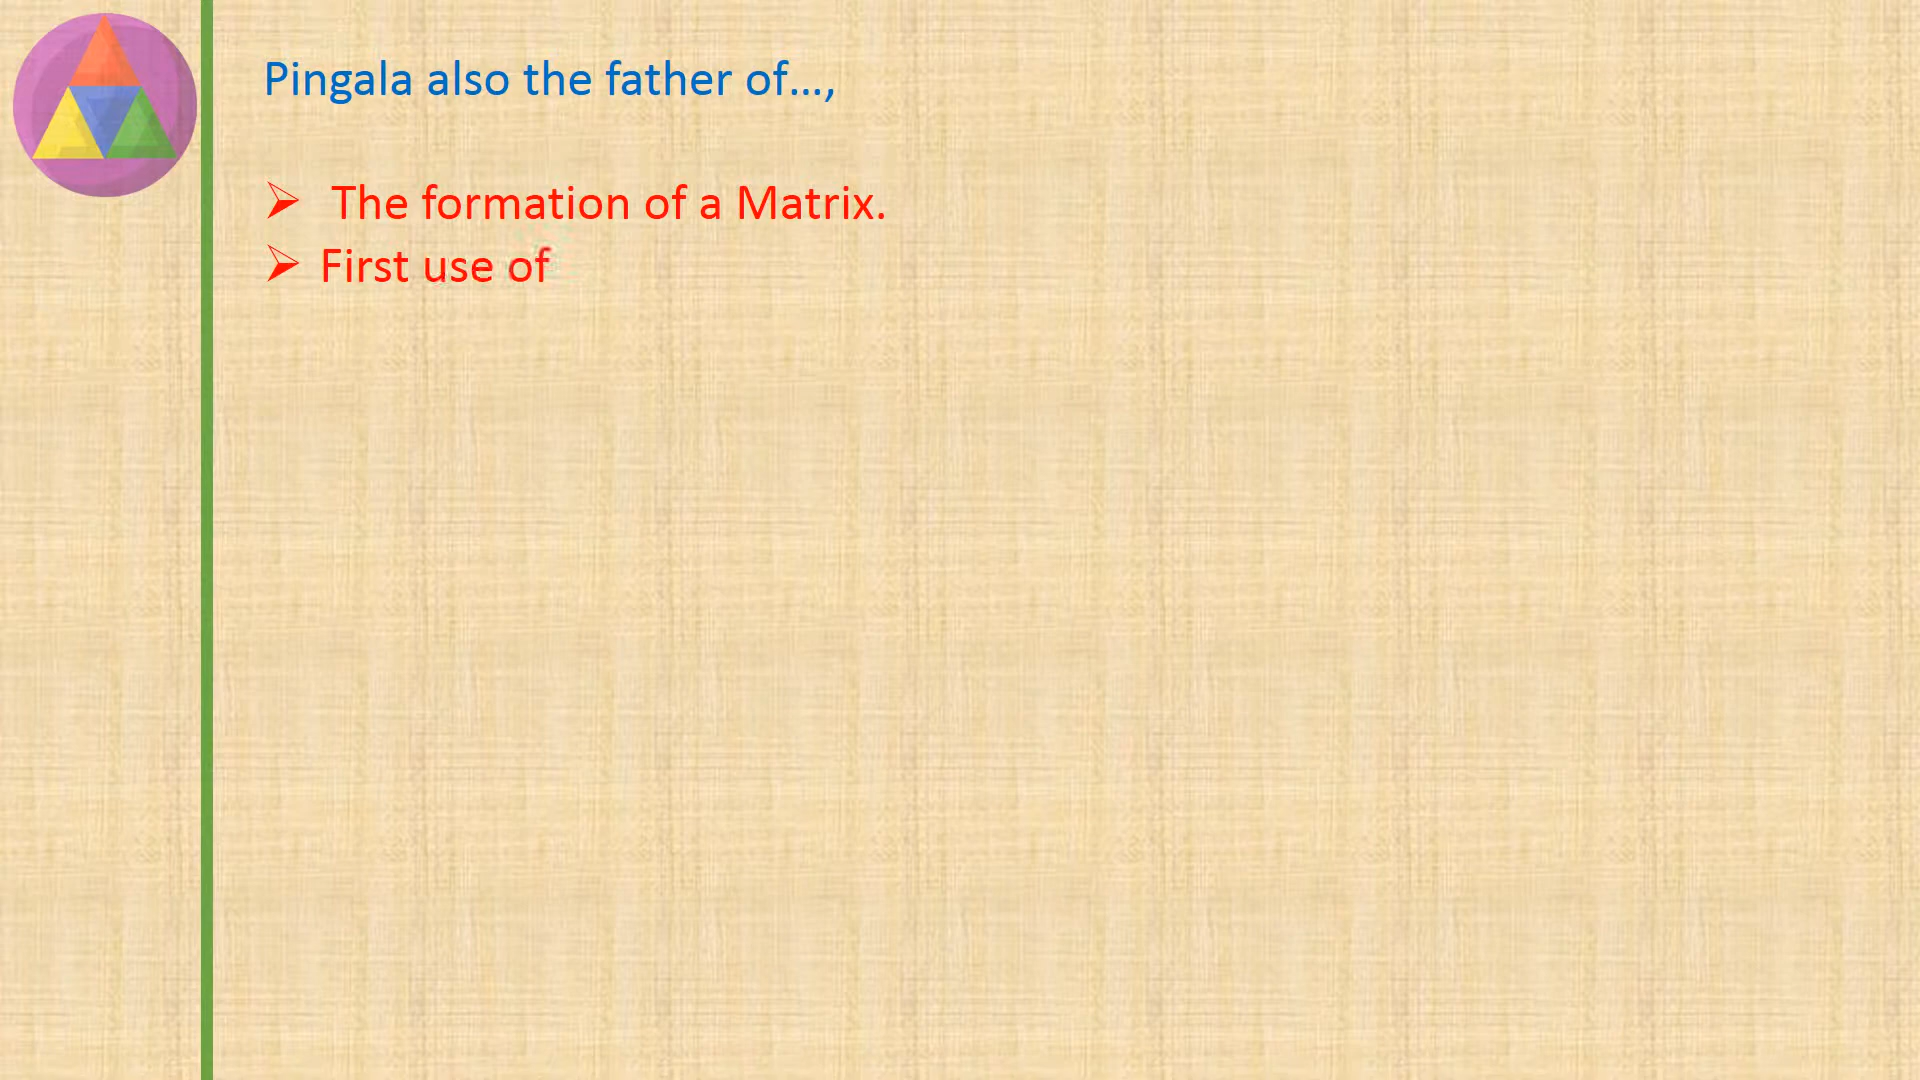 Pingala also the father of…,
➢ The formation of a Matrix.
➢ First use of